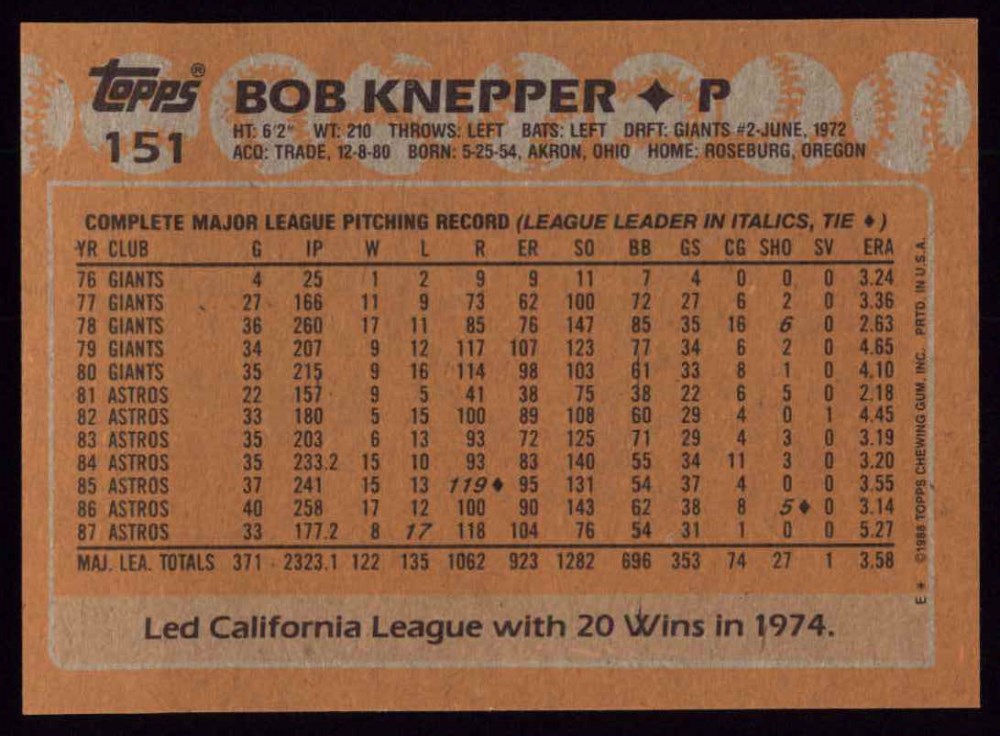 topps® BOB KNEPPER ✦ P
151
HT: 6'2" WT: 210 THROWS: LEFT BATS: LEFT DRFT: GIANTS #2-JUNE, 1972
ACQ: TRADE, 12-8-80 BORN: 5-25-54, AKRON, OHIO HOME: ROSEBURG, OREGON
COMPLETE MAJOR LEAGUE PITCHING RECORD (LEAGUE LEADER IN ITALICS, TIE ♦)
YR CLUB G IP W L R ER SO BB GS CG SHO SV ERA
76 GIANTS 4 25 1 2 9 9 11 7 4 0 0 0 3.24
77 GIANTS 27 166 11 9 73 62 100 72 27 6 2 0 3.36
78 GIANTS 36 260 17 11 85 76 147 85 35 16 6 0 2.63
79 GIANTS 34 207 9 12 117 107 123 77 34 6 2 0 4.65
80 GIANTS 35 215 9 16 114 98 103 61 33 8 1 0 4.10
81 ASTROS 22 157 9 5 41 38 75 38 22 6 5 0 2.18
82 ASTROS 33 180 5 15 100 89 108 60 29 4 0 1 4.45
83 ASTROS 35 203 6 13 93 72 125 71 29 4 3 0 3.19
84 ASTROS 35 233.2 15 10 93 83 140 55 34 11 3 0 3.20
85 ASTROS 37 241 15 13 119♦ 95 131 54 37 4 0 0 3.55
86 ASTROS 40 258 17 12 100 90 143 62 38 8 5♦ 0 3.14
87 ASTROS 33 177.2 8 17 118 104 76 54 31 1 0 0 5.27
MAJ. LEA. TOTALS 371 2323.1 122 135 1062 923 1282 696 353 74 27 1 3.58
E * ©1988 TOPPS CHEWING GUM, INC. PRTD. IN U.S.A.
Led California League with 20 Wins in 1974.